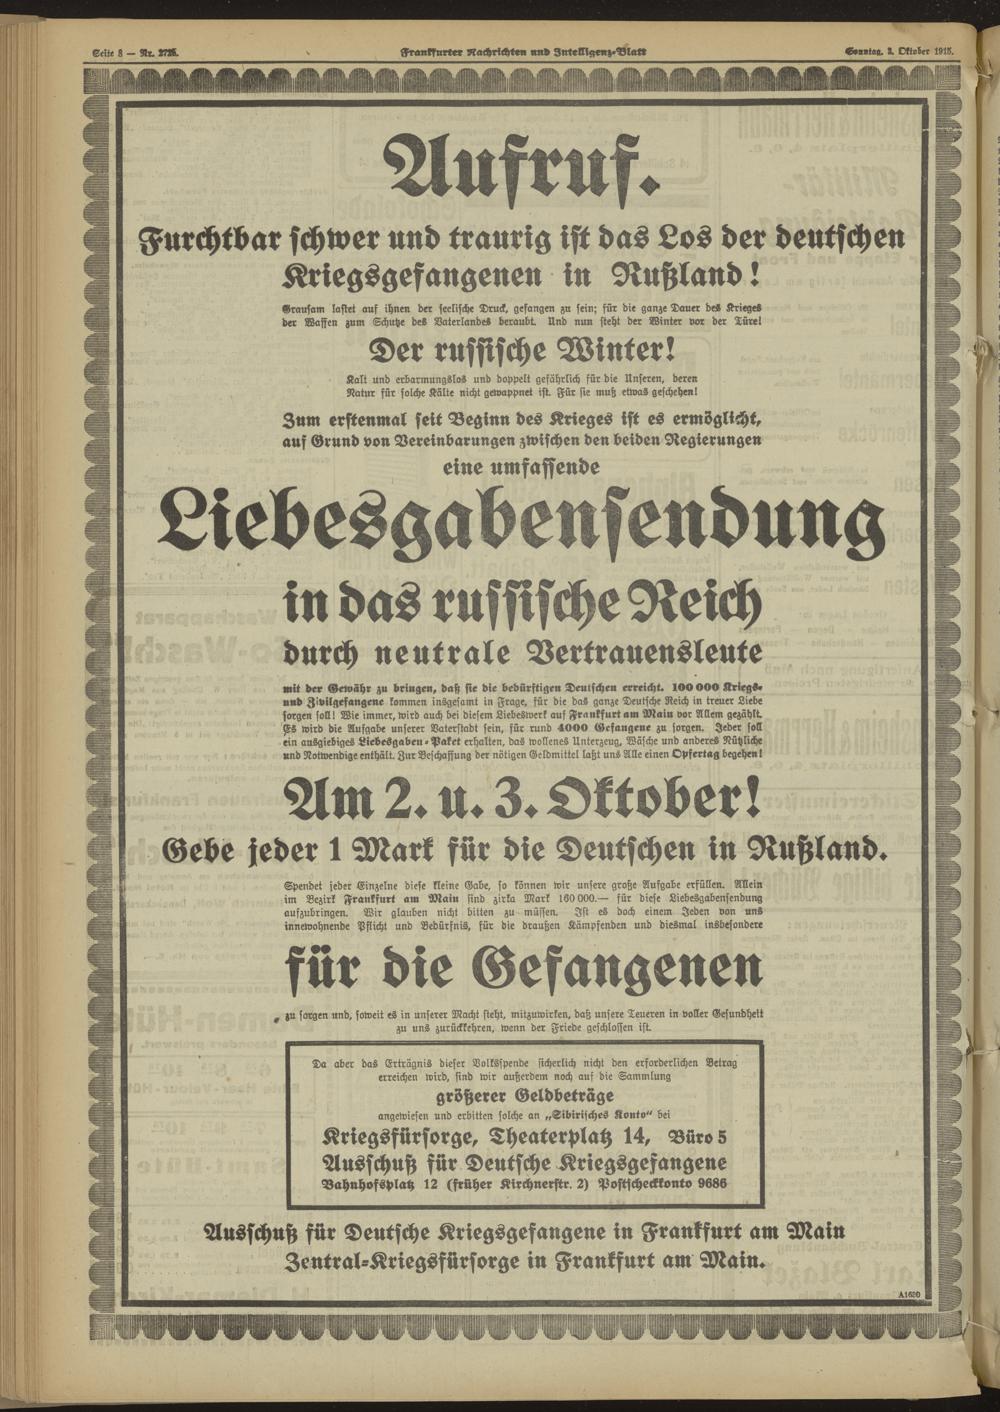 Seite 8 — Nr. 272b.
Frankfurter Nachrichten und Intelligenz-Blatt
Sonntag, 3. Oktober 1915.
Aufruf.
Furchtbar schwer und traurig ist das Los der deutschen
Kriegsgefangenen in Rußland!
Grausam lastet auf ihnen der seelische Druck, gefangen zu sein; für die ganze Dauer des Krieges
der Waffen zum Schutze des Vaterlandes beraubt. Und nun steht der Winter vor der Türe!
Der russische Winter!
Kalt und erbarmungslos und doppelt gefährlich für die Unseren, deren
Natur für solche Kälte nicht gewappnet ist. Für sie muß etwas geschehen!
Zum erstenmal seit Beginn des Krieges ist es ermöglicht,
auf Grund von Vereinbarungen zwischen den beiden Regierungen
eine umfassende
Liebesgabensendung
in das russische Reich
durch neutrale Vertrauensleute
mit der Gewähr zu bringen, daß sie die bedürftigen Deutschen erreicht. 100 000 Kriegs-
und Zivilgefangene kommen insgesamt in Frage, für die das ganze Deutsche Reich in treuer Liebe
sorgen soll! Wie immer, wird auch bei diesem Liebeswerk auf Frankfurt am Main vor Allem gezählt.
Es wird die Aufgabe unserer Vaterstadt sein, für rund 4000 Gefangene zu sorgen. Jeder soll
ein ausgiebiges Liebesgaben-Paket erhalten, das wollenes Unterzeug, Wäsche und anderes Nützliche
und Notwendige enthält. Zur Beschaffung der nötigen Geldmittel laßt uns Alle einen Opfertag begehen!
Am 2. u. 3. Oktober!
Gebe jeder 1 Mark für die Deutschen in Rußland.
Spendet jeder Einzelne diese kleine Gabe, so können wir unsere große Aufgabe erfüllen. Allein
im Bezirk Frankfurt am Main sind zirka Mark 160 000.— für diese Liebesgabensendung
aufzubringen. Wir glauben nicht bitten zu müssen. Ist es doch einem Jeden von uns
innewohnende Pflicht und Bedürfnis, für die draußen Kämpfenden und diesmal insbesondere
für die Gefangenen
zu sorgen und, soweit es in unserer Macht steht, mitzuwirken, daß unsere Teueren in voller Gesundheit
zu uns zurückkehren, wenn der Friede geschlossen ist.
Da aber das Erträgnis dieser Volksspende sicherlich nicht den erforderlichen Betrag
erreichen wird, sind wir außerdem noch auf die Sammlung
größerer Geldbeträge
angewiesen und erbitten solche an „Sibirisches Konto“ bei
Kriegsfürsorge, Theaterplatz 14, Büro 5
Ausschuß für Deutsche Kriegsgefangene
Bahnhofsplatz 12 (früher Kirchnerstr. 2) Postscheckkonto 9686
Ausschuß für Deutsche Kriegsgefangene in Frankfurt am Main
Zentral-Kriegsfürsorge in Frankfurt am Main.
A1620